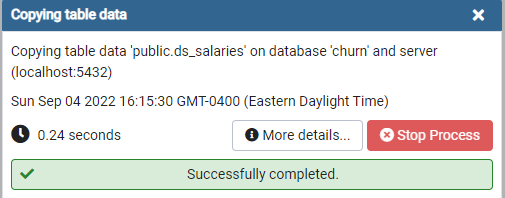 Copying table data
Copying table data 'public.ds_salaries' on database 'churn' and server
(localhost:5432)
Sun Sep 04 2022 16:15:30 GMT-0400 (Eastern Daylight Time)
0.24 seconds More details... Stop Process
Successfully completed.